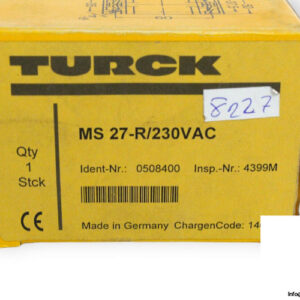 TURCK
8227
MS 27-R/230VAC
Qty
1
Stck
Ident-Nr.: 0508400 Insp.-Nr.: 4399M
CE
Made in Germany ChargenCode: